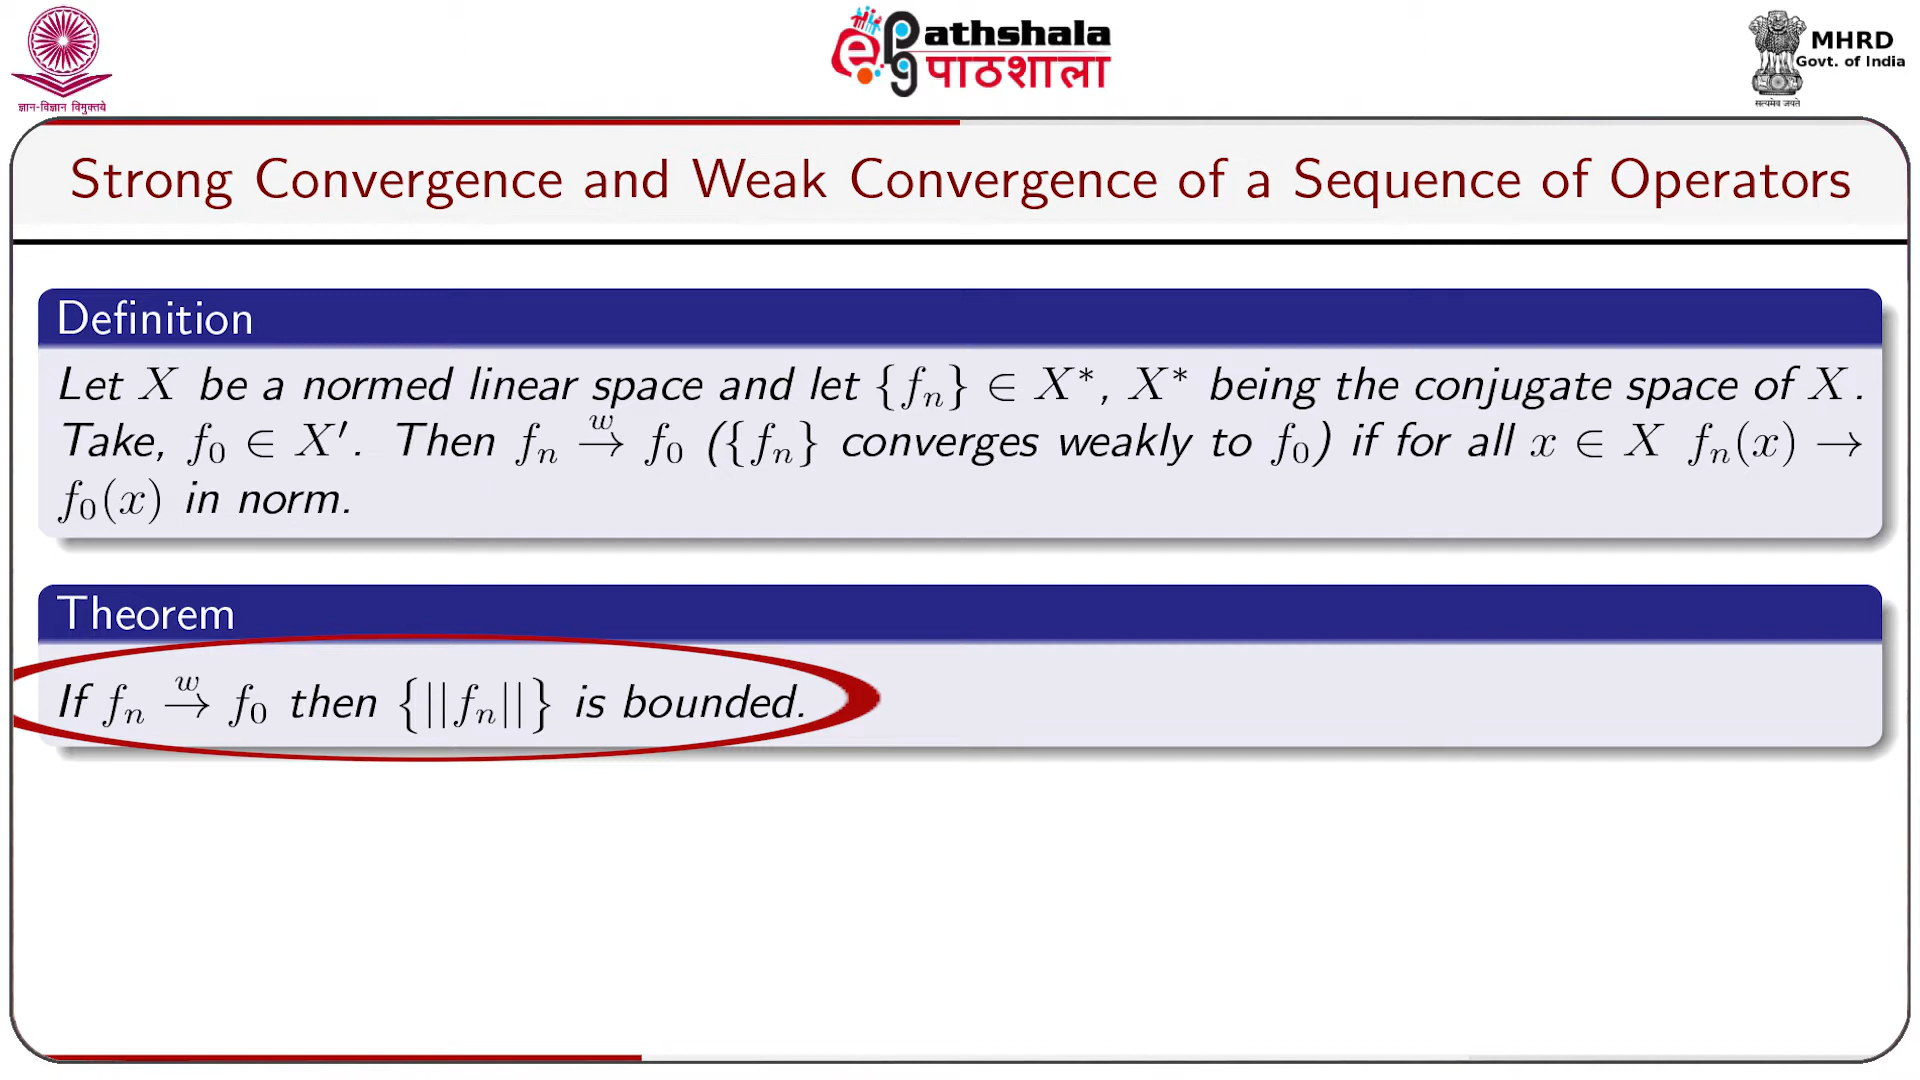 ज्ञान-विज्ञान विमुक्तये
ePG Pathshala
पाठशाला
MHRD
Govt. of India
सत्यमेव जयते
Strong Convergence and Weak Convergence of a Sequence of Operators
Definition
Let X be a normed linear space and let {fₙ} ∈ X*, X* being the conjugate space of X.
Take, f₀ ∈ X′. Then fₙ →ʷ f₀ ({fₙ} converges weakly to f₀) if for all x ∈ X fₙ(x) →
f₀(x) in norm.
Theorem
If fₙ →ʷ f₀ then {||fₙ||} is bounded.